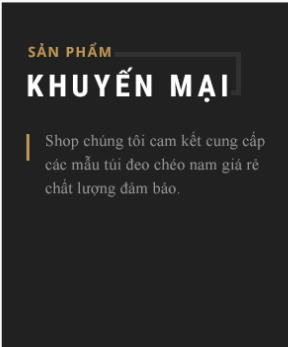 SẢN PHẨM
KHUYẾN MẠI
Shop chúng tôi cam kết cung cấp
các mẫu túi đeo chéo nam giá rẻ
chất lượng đảm bảo.